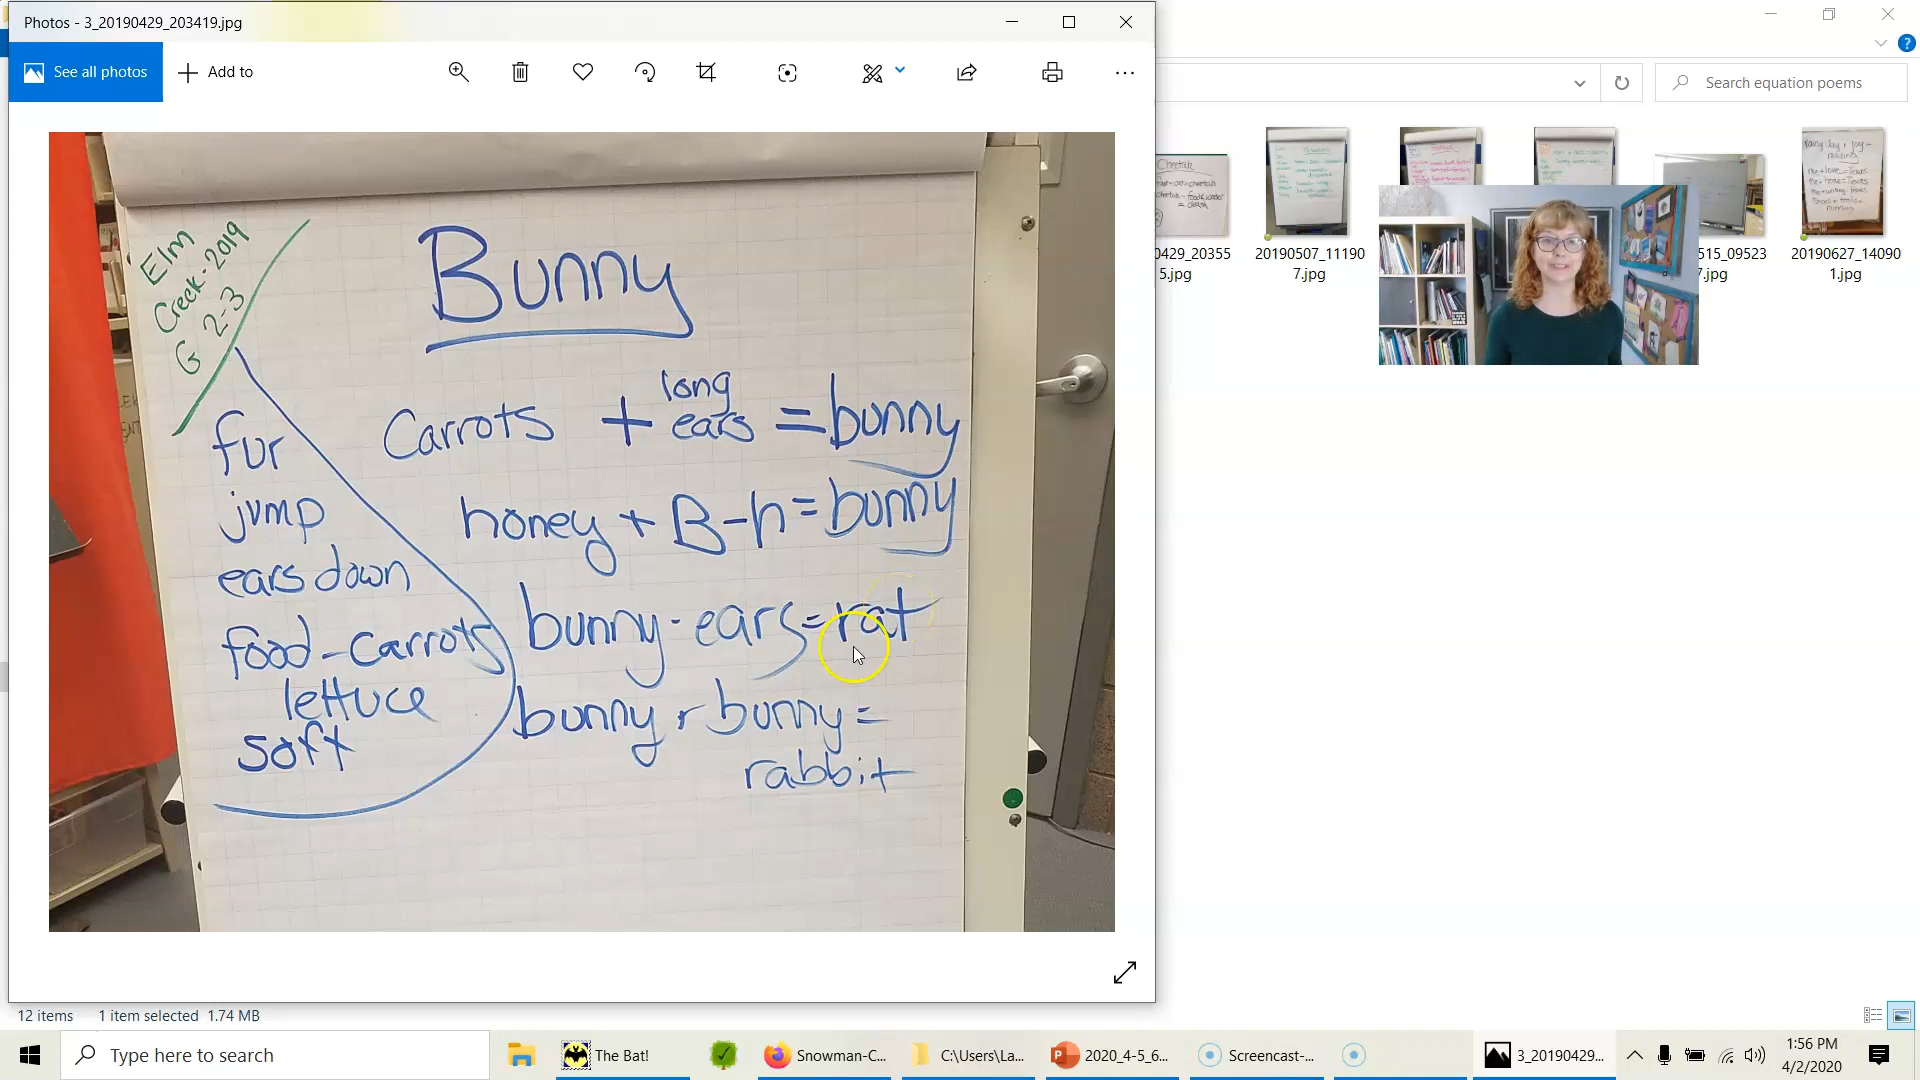 Photos - 3_20190429_203419.jpg
See all photos
Add to
Search equation poems
Elm
Creek-2019
G 2-3
Bunny
Carrots + long ears = bunny
honey + B - h = bunny
bunny - ears = rat
bunny + bunny =
rabbit
fur
jump
ears down
food - carrots
lettuce
soft
Cheetah
0429_20355
5.jpg
20190507_11190
7.jpg
515_09523
7.jpg
20190627_14090
1.jpg
12 items
1 item selected 1.74 MB
Type here to search
The Bat!
Snowman-C...
C:\Users\La...
2020_4-5_6...
Screencast-...
3_20190429...
1:56 PM
4/2/2020